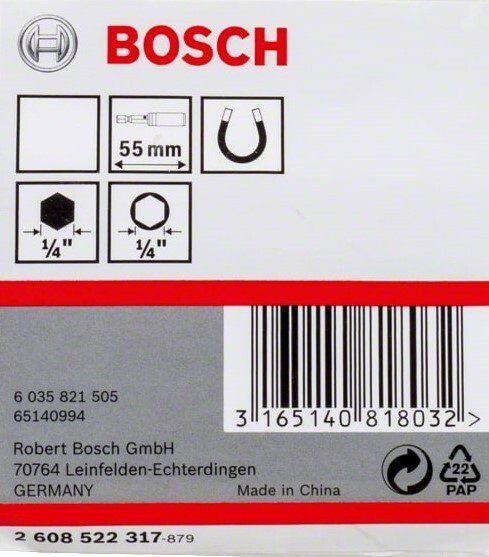 BOSCH
55 mm
1/4" 1/4"
6 035 821 505
65140994
3 165140 818032 >
Robert Bosch GmbH
70764 Leinfelden-Echterdingen
GERMANY Made in China
22
PAP
2 608 522 317-879